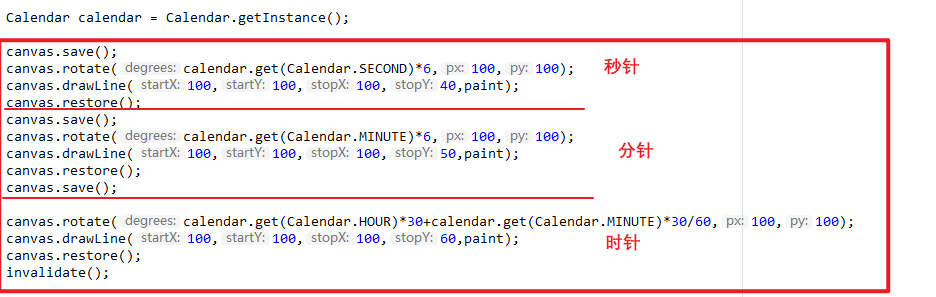 Calendar calendar = Calendar.getInstance();
canvas.save();
canvas.rotate( degrees: calendar.get(Calendar.SECOND)*6, px: 100, py: 100); 秒针
canvas.drawLine( startX: 100, startY: 100, stopX: 100, stopY: 40,paint);
canvas.restore();
canvas.save();
canvas.rotate( degrees: calendar.get(Calendar.MINUTE)*6, px: 100, py: 100);
canvas.drawLine( startX: 100, startY: 100, stopX: 100, stopY: 50,paint); 分针
canvas.restore();
canvas.save();
canvas.rotate( degrees: calendar.get(Calendar.HOUR)*30+calendar.get(Calendar.MINUTE)*30/60, px: 100, py: 100);
canvas.drawLine( startX: 100, startY: 100, stopX: 100, stopY: 60,paint); 时针
canvas.restore();
invalidate();